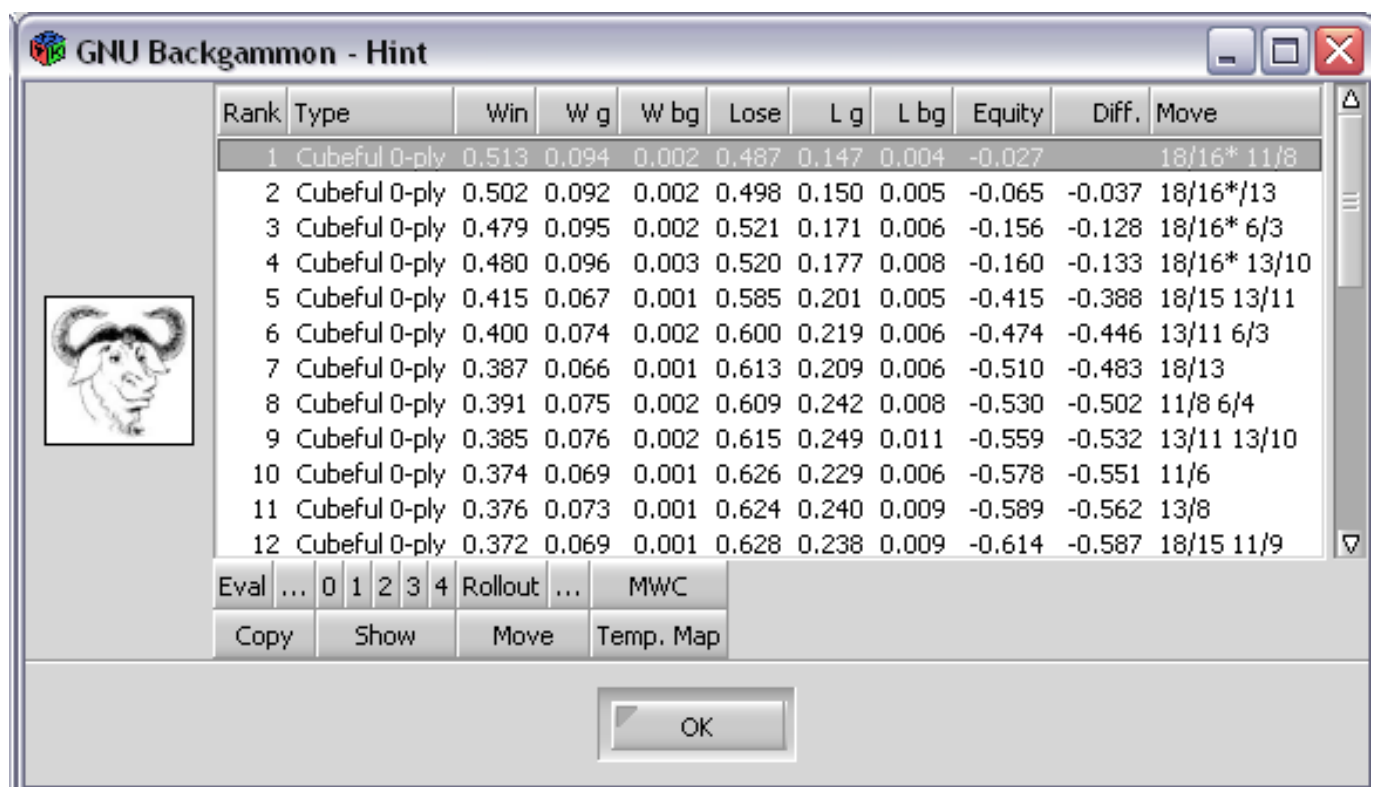 GNU Backgammon - Hint
Rank Type Win W g W bg Lose L g L bg Equity Diff. Move
1 Cubeful 0-ply 0.513 0.094 0.002 0.487 0.147 0.004 -0.027 18/16* 11/8
2 Cubeful 0-ply 0.502 0.092 0.002 0.498 0.150 0.005 -0.065 -0.037 18/16*/13
3 Cubeful 0-ply 0.479 0.095 0.002 0.521 0.171 0.006 -0.156 -0.128 18/16* 6/3
4 Cubeful 0-ply 0.480 0.096 0.003 0.520 0.177 0.008 -0.160 -0.133 18/16* 13/10
5 Cubeful 0-ply 0.415 0.067 0.001 0.585 0.201 0.005 -0.415 -0.388 18/15 13/11
6 Cubeful 0-ply 0.400 0.074 0.002 0.600 0.219 0.006 -0.474 -0.446 13/11 6/3
7 Cubeful 0-ply 0.387 0.066 0.001 0.613 0.209 0.006 -0.510 -0.483 18/13
8 Cubeful 0-ply 0.391 0.075 0.002 0.609 0.242 0.008 -0.530 -0.502 11/8 6/4
9 Cubeful 0-ply 0.385 0.076 0.002 0.615 0.249 0.011 -0.559 -0.532 13/11 13/10
10 Cubeful 0-ply 0.374 0.069 0.001 0.626 0.229 0.006 -0.578 -0.551 11/6
11 Cubeful 0-ply 0.376 0.073 0.001 0.624 0.240 0.009 -0.589 -0.562 13/8
12 Cubeful 0-ply 0.372 0.069 0.001 0.628 0.238 0.009 -0.614 -0.587 18/15 11/9
Eval ... 0 1 2 3 4 Rollout ... MWC
Copy Show Move Temp. Map
OK